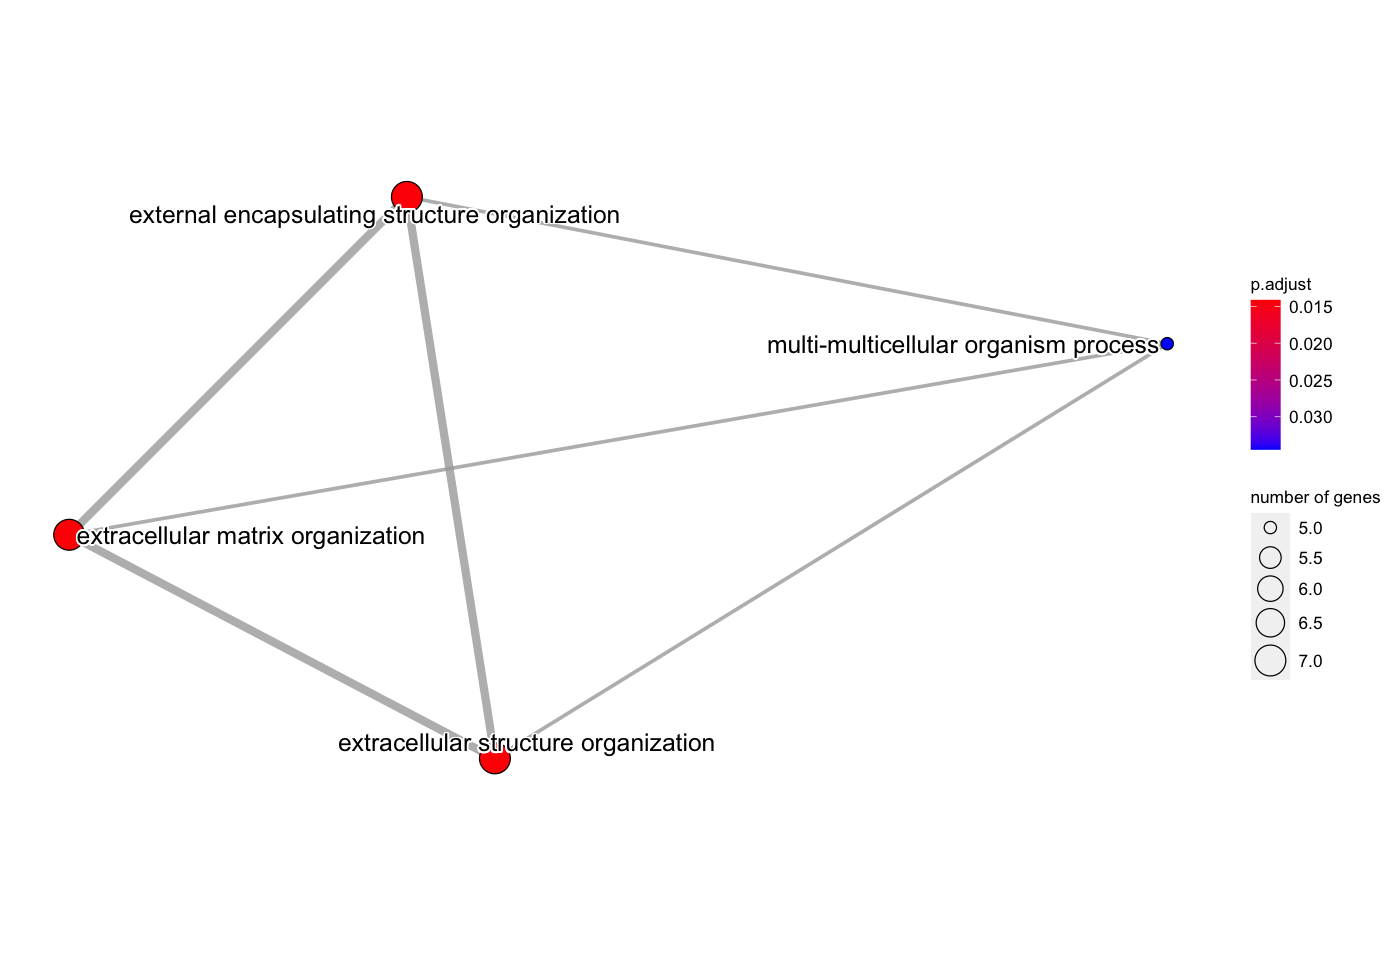 external encapsulating structure organization
multi-multicellular organism process
extracellular matrix organization
extracellular structure organization
p.adjust
0.015
0.020
0.025
0.030
number of genes
5.0
5.5
6.0
6.5
7.0